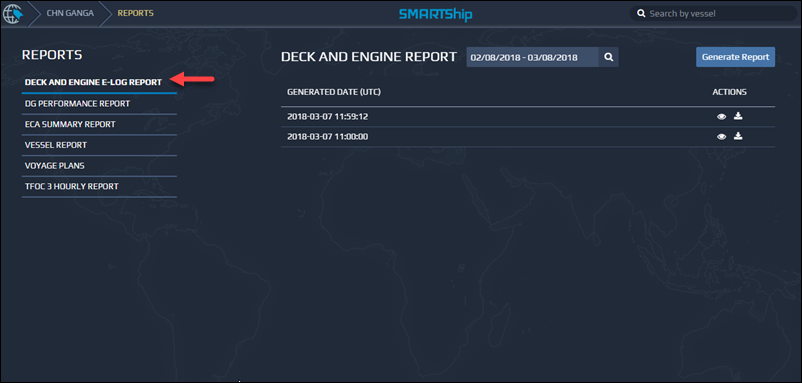 CHN GANGA REPORTS SMARTShip Search by vessel
REPORTS
DECK AND ENGINE E-LOG REPORT
DG PERFORMANCE REPORT
ECA SUMMARY REPORT
VESSEL REPORT
VOYAGE PLANS
TFOC 3 HOURLY REPORT
DECK AND ENGINE REPORT 02/08/2018 - 03/08/2018 Generate Report
GENERATED DATE (UTC) ACTIONS
2018-03-07 11:59:12
2018-03-07 11:00:00